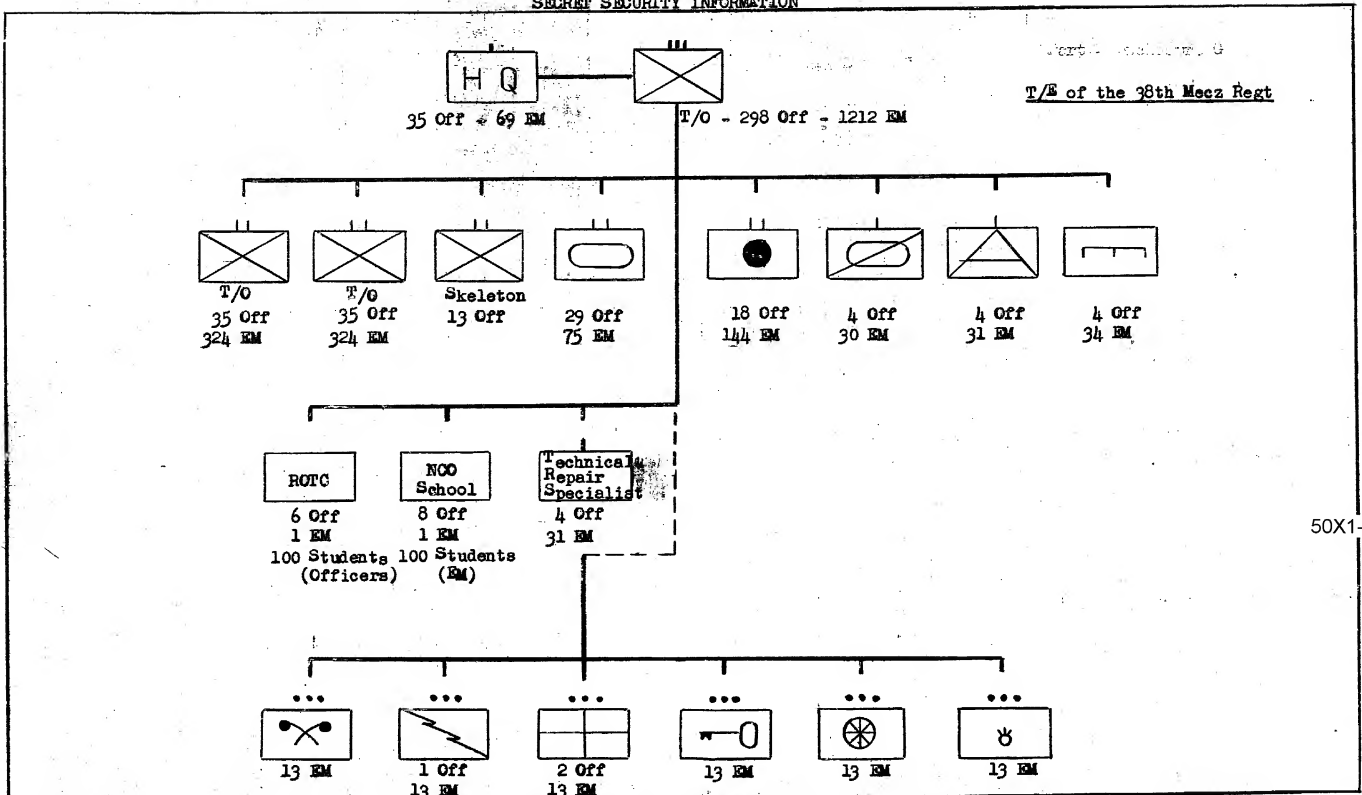 SECRET SECURITY INFORMATION
T/E of the 38th Mecz Regt
H Q
35 Off - 69 EM
T/O - 298 Off - 1212 EM
T/O
35 Off
324 EM
T/O
35 Off
324 EM
Skeleton
13 Off
29 Off
75 EM
18 Off
144 EM
4 Off
30 EM
4 Off
31 EM
4 Off
34 EM
ROTC
6 Off
1 EM
100 Students
(Officers)
NCO
School
8 Off
1 EM
100 Students
(EM)
Technical
Repair
Specialist
4 Off
31 EM
50X1-
13 EM
1 Off
13 EM
2 Off
13 EM
13 EM
13 EM
13 EM